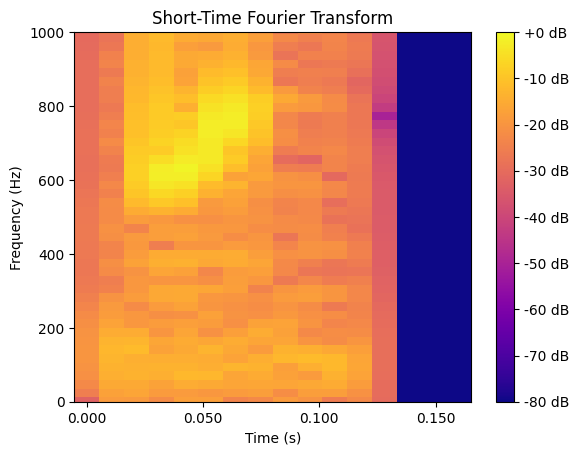 Short-Time Fourier Transform
1000
800
600
400
200
0
Frequency (Hz)
0.000
0.050
0.100
0.150
Time (s)
+0 dB
-10 dB
-20 dB
-30 dB
-40 dB
-50 dB
-60 dB
-70 dB
-80 dB